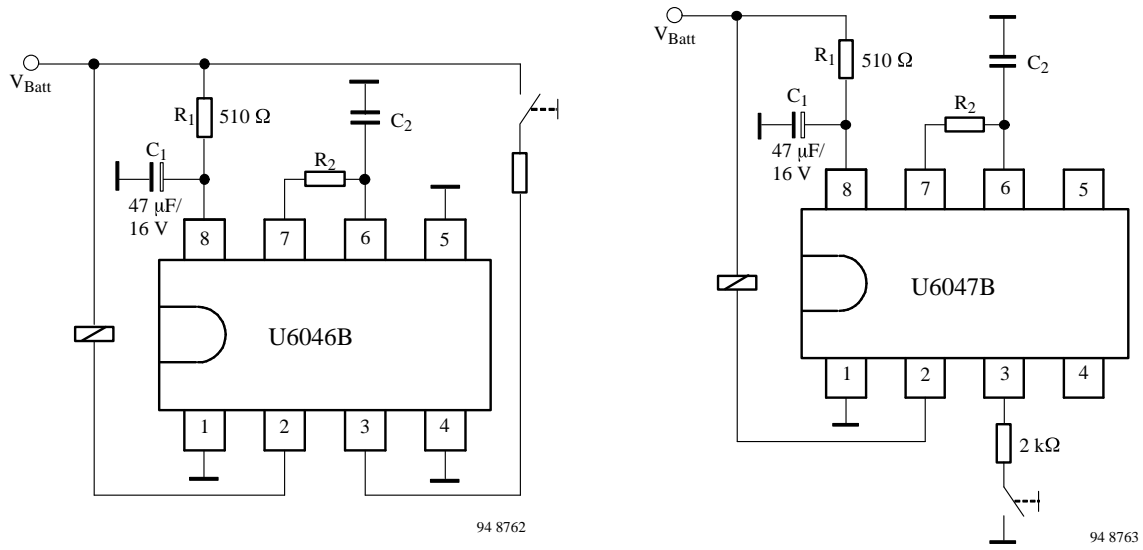 V_Batt
R₁
510 Ω
C₁
47 μF/
16 V
R₂
C₂
8
7
6
5
U6046B
1
2
3
4
94 8762
V_Batt
R₁
510 Ω
C₁
47 μF/
16 V
R₂
C₂
8
7
6
5
U6047B
1
2
3
4
2 kΩ
94 8763